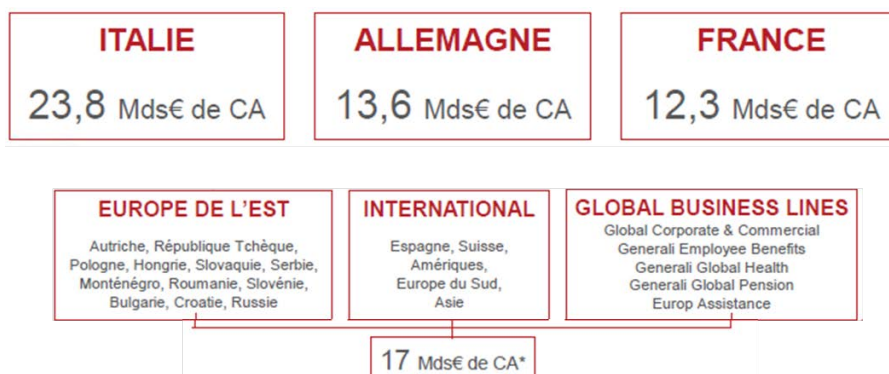 ITALIE
23,8 Mds€ de CA
ALLEMAGNE
13,6 Mds€ de CA
FRANCE
12,3 Mds€ de CA
EUROPE DE L'EST
Autriche, République Tchèque,
Pologne, Hongrie, Slovaquie, Serbie,
Monténégro, Roumanie, Slovénie,
Bulgarie, Croatie, Russie
INTERNATIONAL
Espagne, Suisse,
Amériques,
Europe du Sud,
Asie
GLOBAL BUSINESS LINES
Global Corporate & Commercial
Generali Employee Benefits
Generali Global Health
Generali Global Pension
Europ Assistance
17 Mds€ de CA*